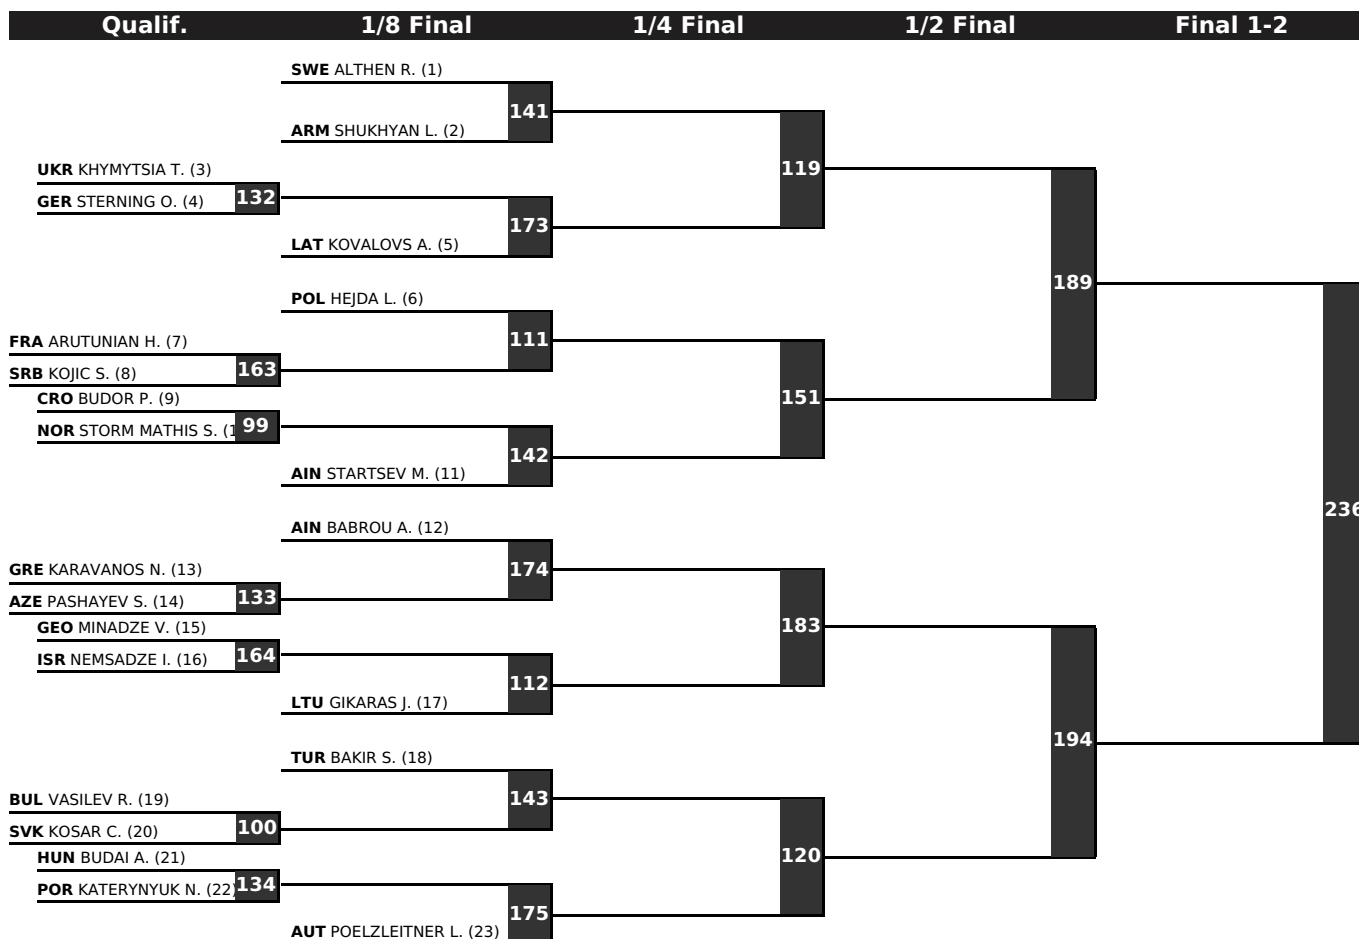 Qualif. 1/8 Final 1/4 Final 1/2 Final Final 1-2
SWE ALTHEN R. (1)
141
ARM SHUKHYAN L. (2)
UKR KHYMYTSIA T. (3)
119
GER STERNING O. (4) 132
173
LAT KOVALOVS A. (5)
189
POL HEJDA L. (6)
FRA ARUTUNIAN H. (7)
111
SRB KOJIC S. (8) 163
CRO BUDOR P. (9)
151
NOR STORM MATHIS S. (1 99
142
AIN STARTSEV M. (11)
236
AIN BABROU A. (12)
GRE KARAVANOS N. (13)
174
AZE PASHAYEV S. (14) 133
GEO MINADZE V. (15)
183
ISR NEMSADZE I. (16) 164
112
LTU GIKARAS J. (17)
194
TUR BAKIR S. (18)
BUL VASILEV R. (19)
143
SVK KOSAR C. (20) 100
HUN BUDAI A. (21)
120
POR KATERYNYUK N. (22) 134
175
AUT POELZLEITNER L. (23)